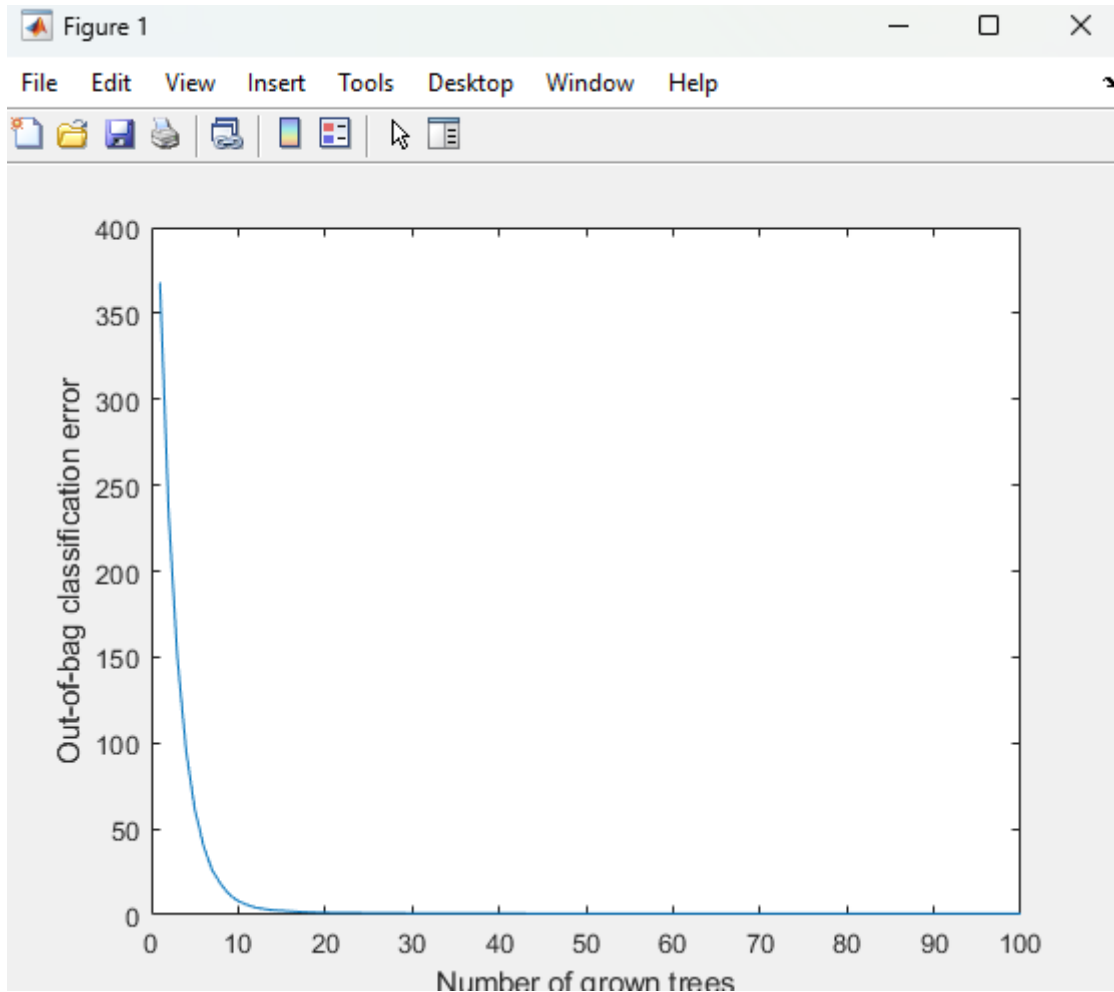 Figure 1
File Edit View Insert Tools Desktop Window Help
400
350
300
250
200
150
100
50
0
Out-of-bag classification error
0 10 20 30 40 50 60 70 80 90 100
Number of grown trees